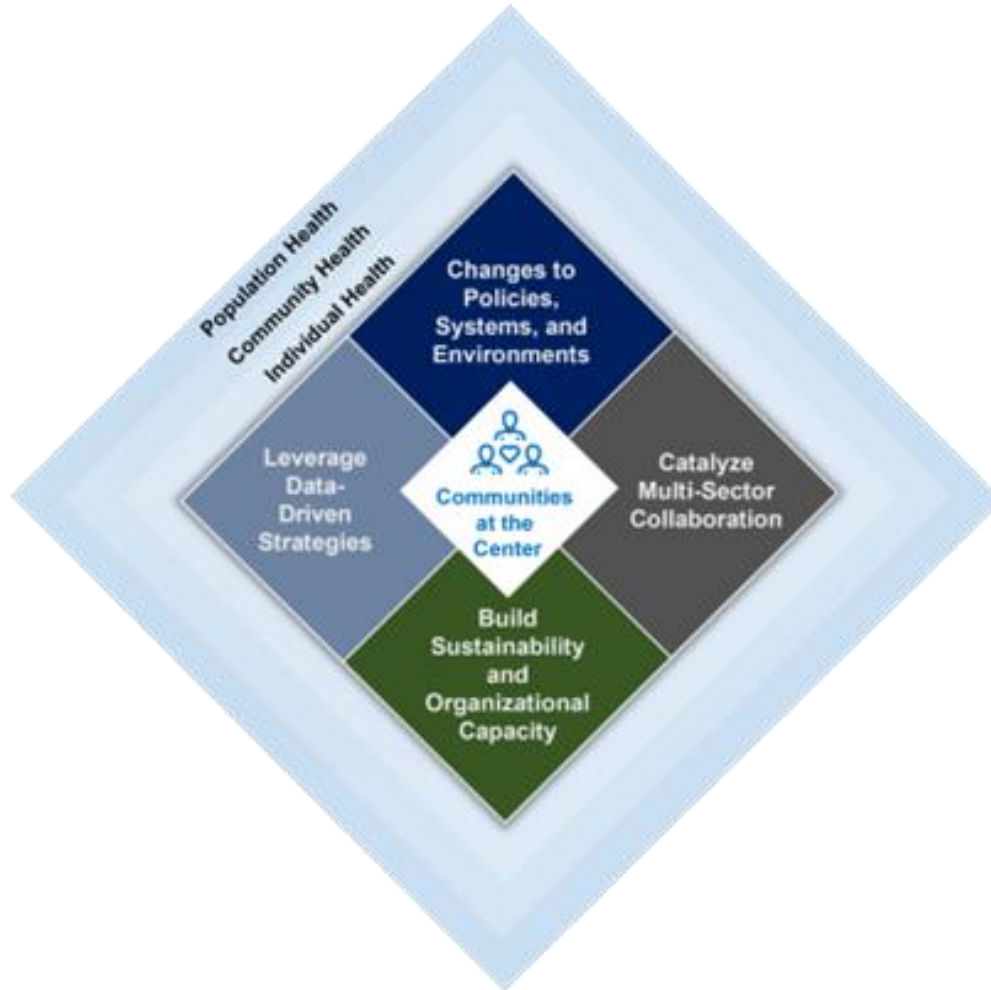 Population Health
Community Health
Individual Health
Changes to
Policies,
Systems, and
Environments
Leverage
Data-
Driven
Strategies
Communities
at the
Center
Catalyze
Multi-Sector
Collaboration
Build
Sustainability
and
Organizational
Capacity